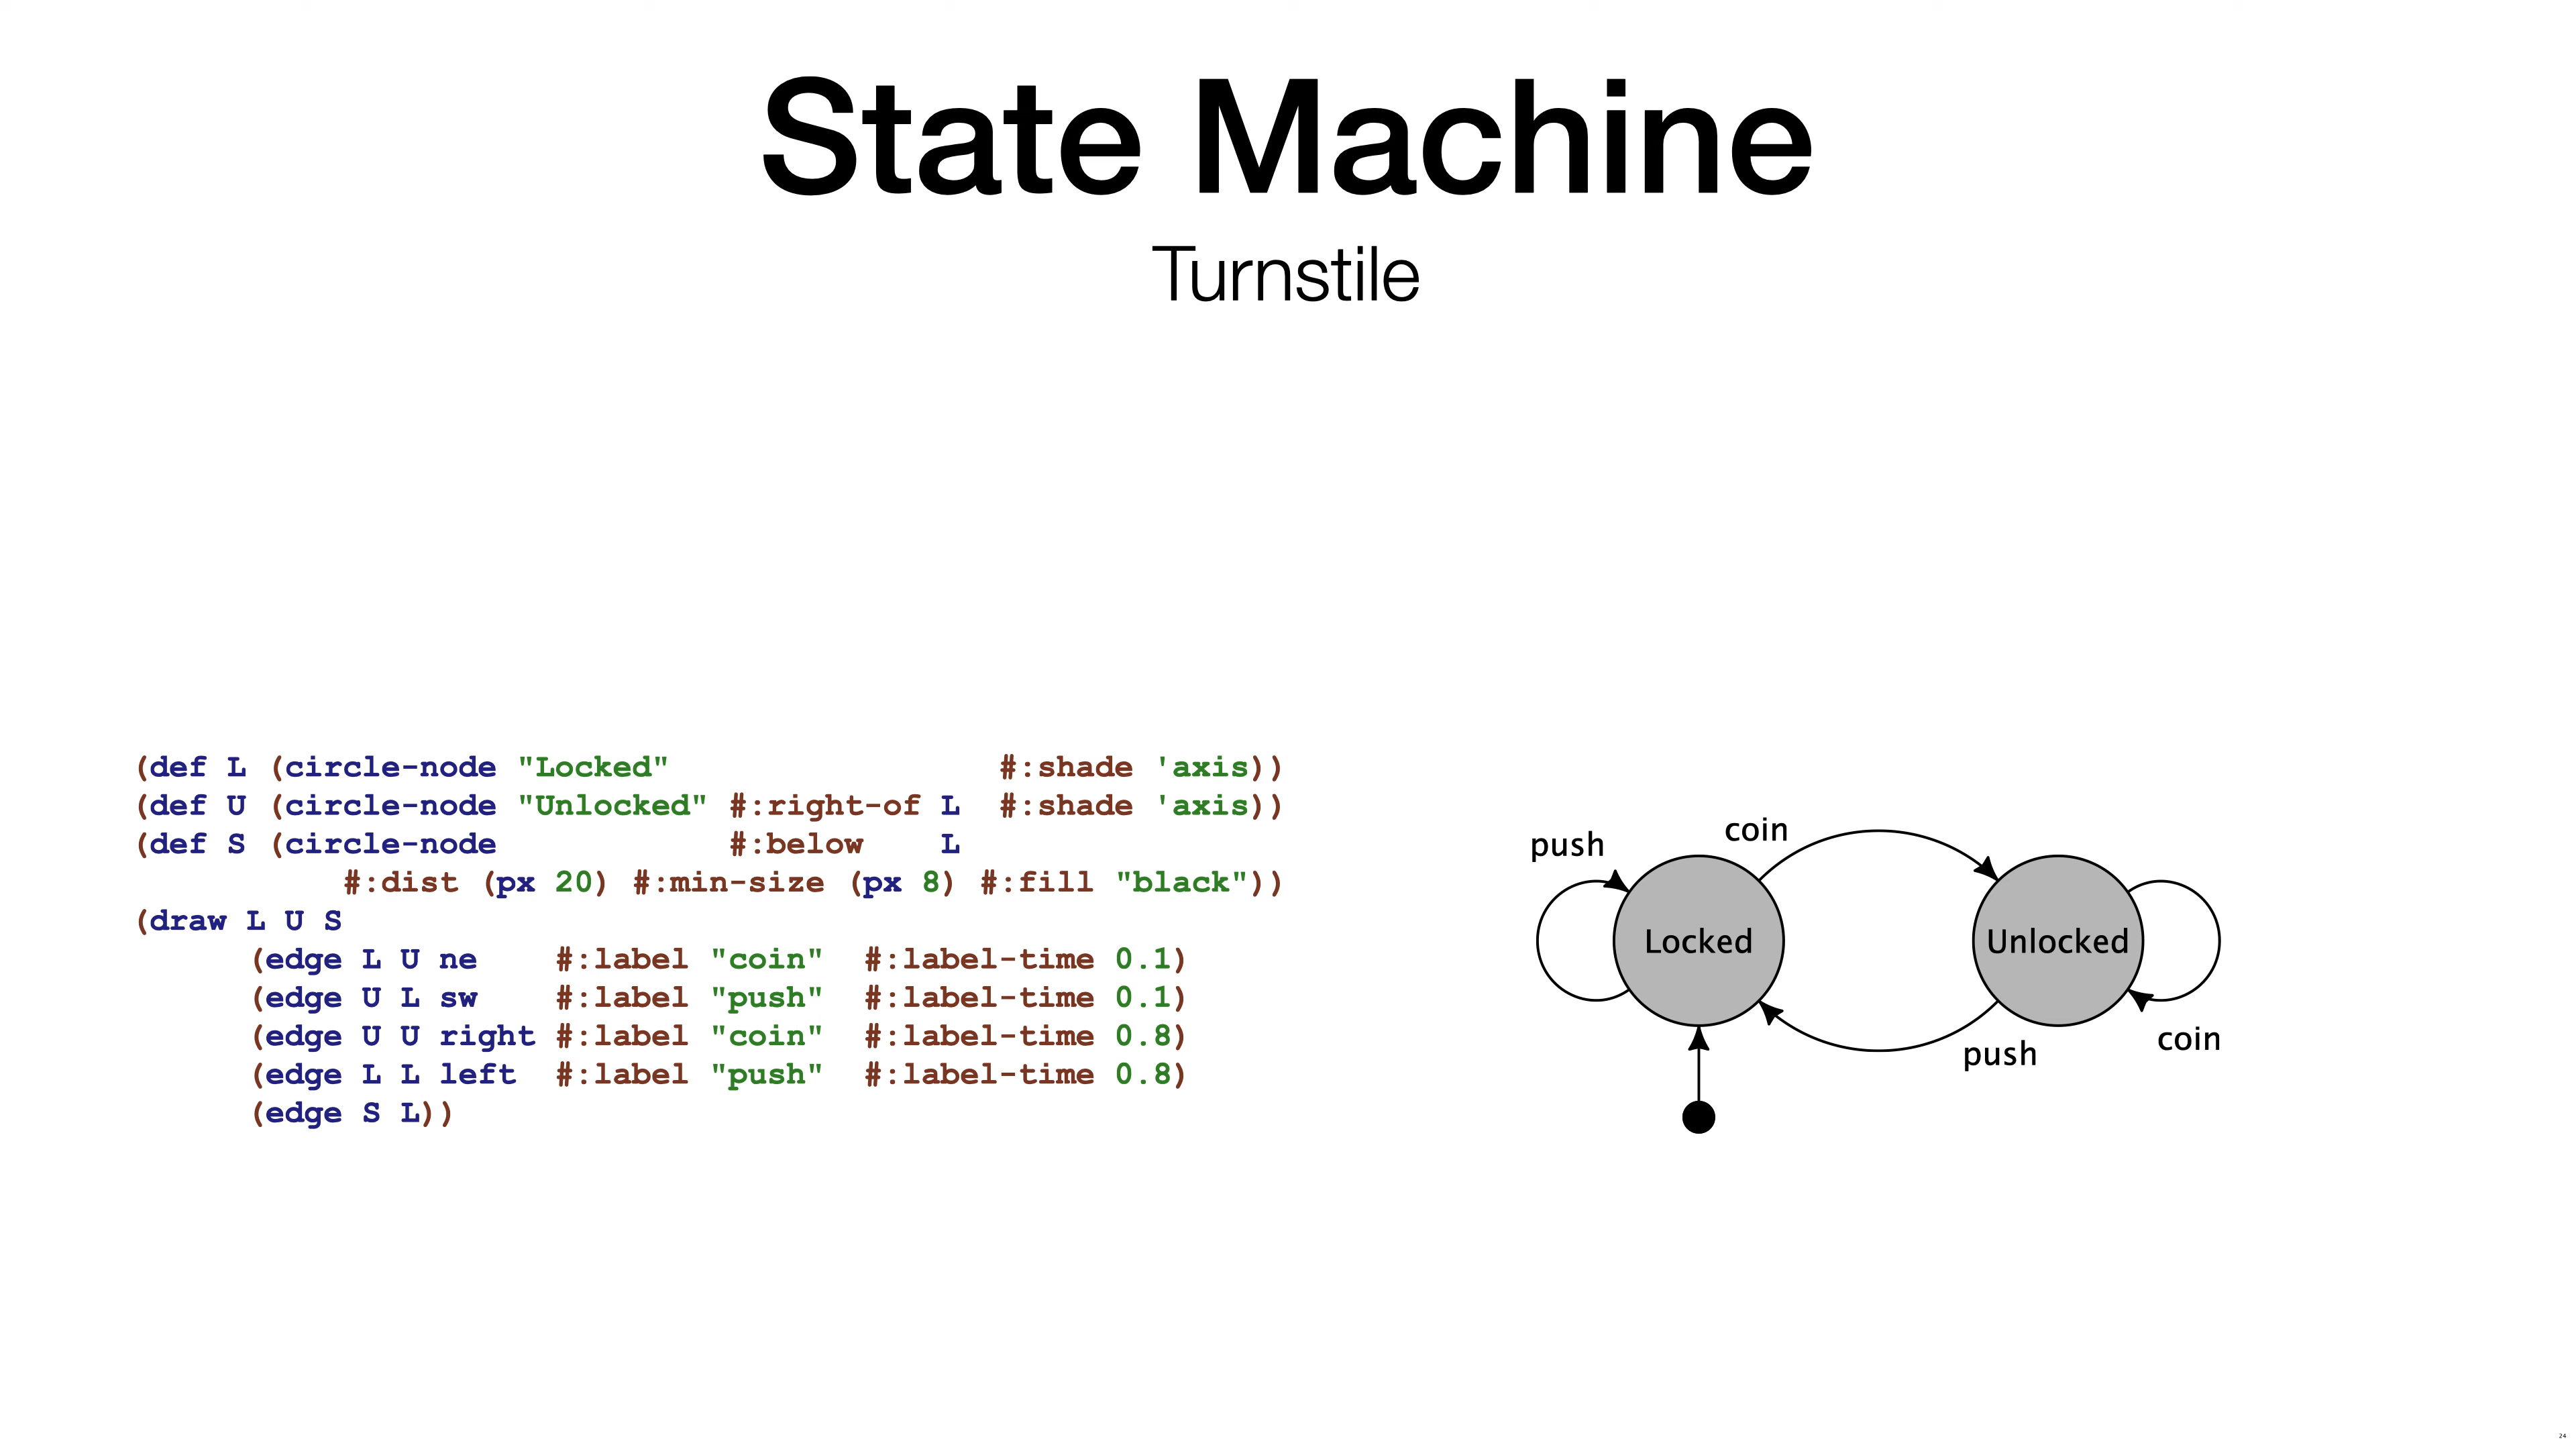 State Machine
Turnstile
(def L (circle-node "Locked"                 #:shade 'axis))
(def U (circle-node "Unlocked" #:right-of L  #:shade 'axis))
(def S (circle-node            #:below    L
           #:dist (px 20) #:min-size (px 8) #:fill "black"))
(draw L U S
      (edge L U ne    #:label "coin"  #:label-time 0.1)
      (edge U L sw    #:label "push"  #:label-time 0.1)
      (edge U U right #:label "coin"  #:label-time 0.8)
      (edge L L left  #:label "push"  #:label-time 0.8)
      (edge S L))
push
coin
Locked
Unlocked
push
coin
24